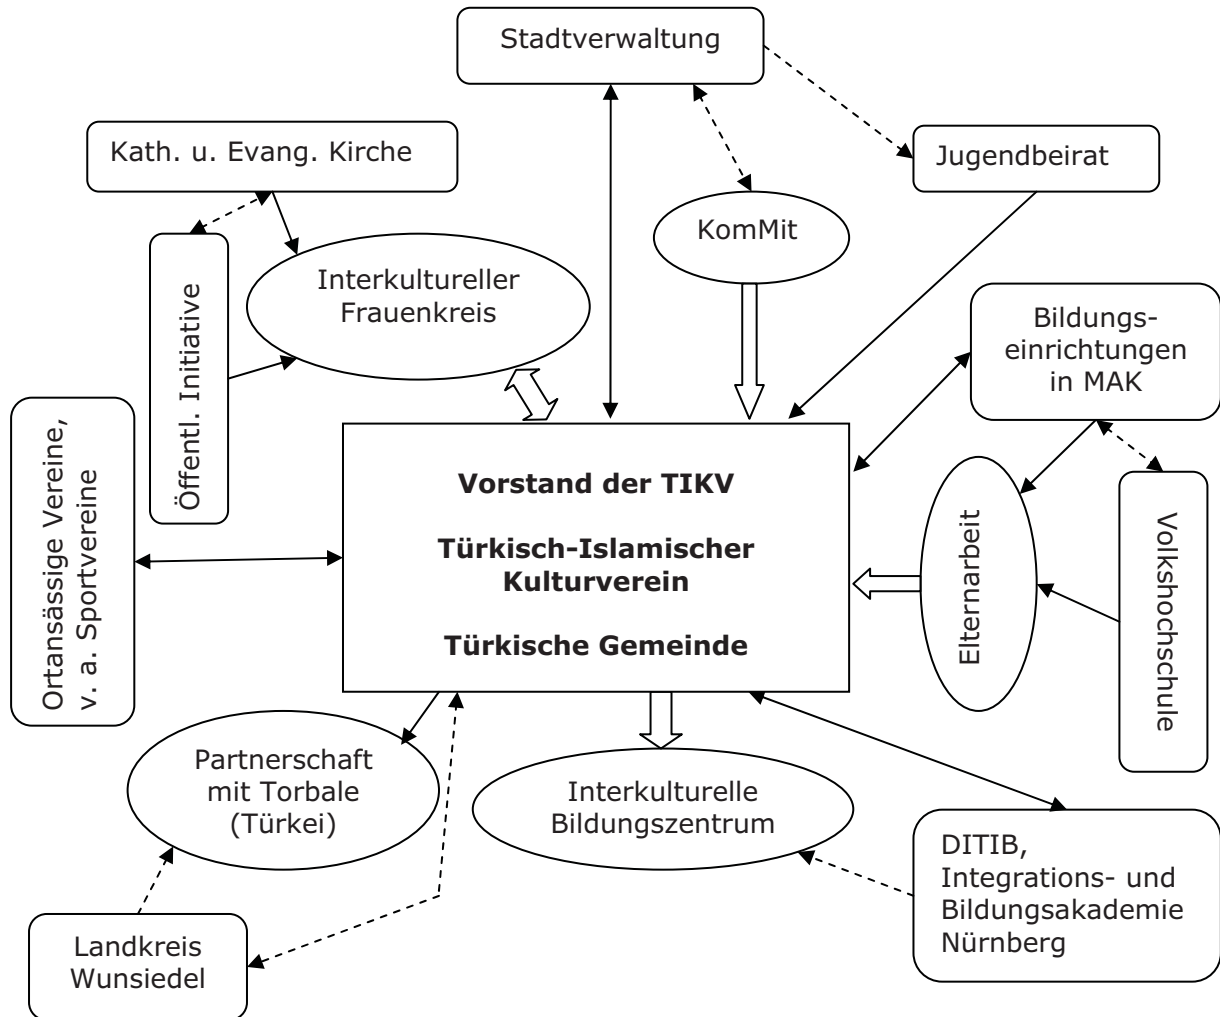 Stadtverwaltung
Kath. u. Evang. Kirche
Jugendbeirat
KomMit
Interkultureller
Frauenkreis
Öffentl. Initiative
Bildungs-
einrichtungen
in MAK
Ortansässige Vereine,
v. a. Sportvereine
Vorstand der TIKV
Türkisch-Islamischer
Kulturverein
Türkische Gemeinde
Elternarbeit
Volkshochschule
Partnerschaft
mit Torbale
(Türkei)
Interkulturelle
Bildungszentrum
DITIB,
Integrations- und
Bildungsakademie
Nürnberg
Landkreis
Wunsiedel